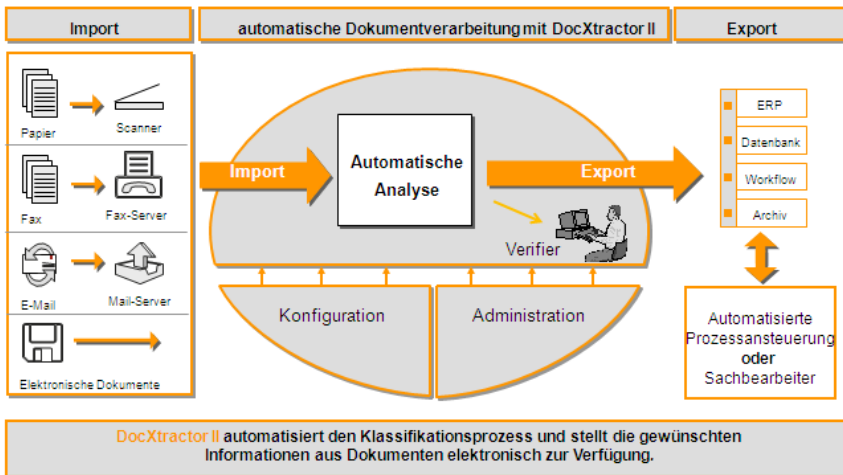 Import
automatische Dokumentverarbeitung mit DocXtractor II
Export
Papier
Scanner
Fax
Fax-Server
E-Mail
Mail-Server
Elektronische Dokumente
Import
Automatische
Analyse
Export
Verifier
Konfiguration
Administration
ERP
Datenbank
Workflow
Archiv
Automatisierte
Prozessansteuerung
oder
Sachbearbeiter
DocXtractor II automatisiert den Klassifikationsprozess und stellt die gewünschten
Informationen aus Dokumenten elektronisch zur Verfügung.